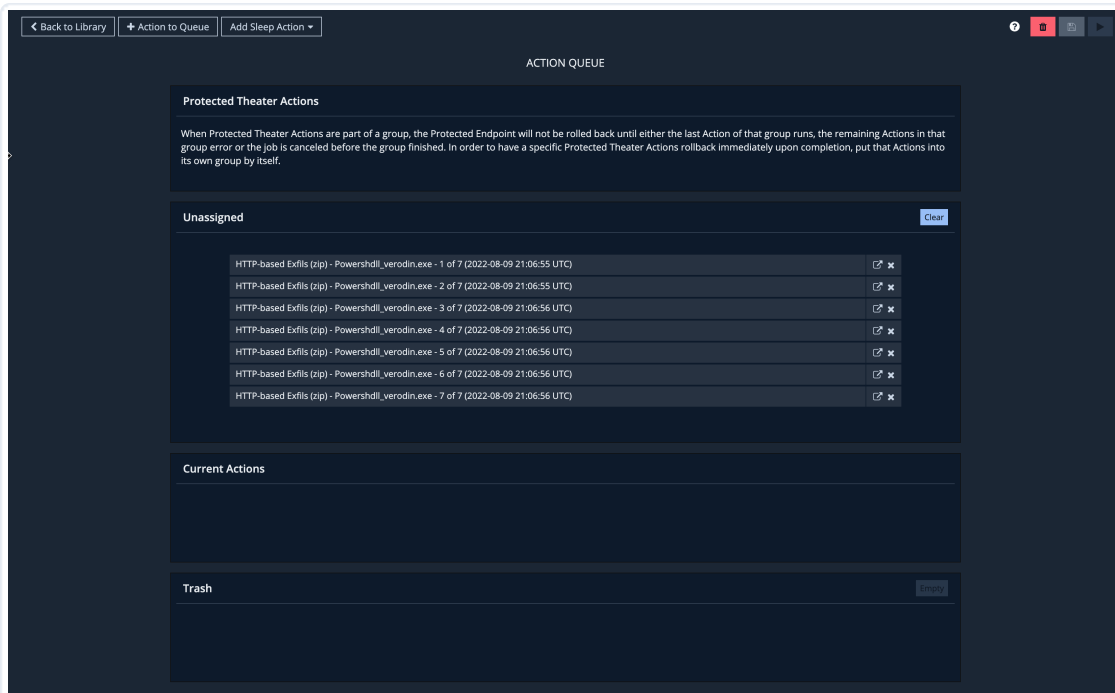 Back to Library + Action to Queue Add Sleep Action
ACTION QUEUE
Protected Theater Actions
When Protected Theater Actions are part of a group, the Protected Endpoint will not be rolled back until either the last Action of that group runs, the remaining Actions in that
group error or the job is canceled before the group finished. In order to have a specific Protected Theater Actions rollback immediately upon completion, put that Actions into
its own group by itself.
Unassigned Clear
HTTP-based Exfils (zip) - Powershdll_verodin.exe - 1 of 7 (2022-08-09 21:06:55 UTC)
HTTP-based Exfils (zip) - Powershdll_verodin.exe - 2 of 7 (2022-08-09 21:06:55 UTC)
HTTP-based Exfils (zip) - Powershdll_verodin.exe - 3 of 7 (2022-08-09 21:06:56 UTC)
HTTP-based Exfils (zip) - Powershdll_verodin.exe - 4 of 7 (2022-08-09 21:06:56 UTC)
HTTP-based Exfils (zip) - Powershdll_verodin.exe - 5 of 7 (2022-08-09 21:06:56 UTC)
HTTP-based Exfils (zip) - Powershdll_verodin.exe - 6 of 7 (2022-08-09 21:06:56 UTC)
HTTP-based Exfils (zip) - Powershdll_verodin.exe - 7 of 7 (2022-08-09 21:06:56 UTC)
Current Actions
Trash Empty